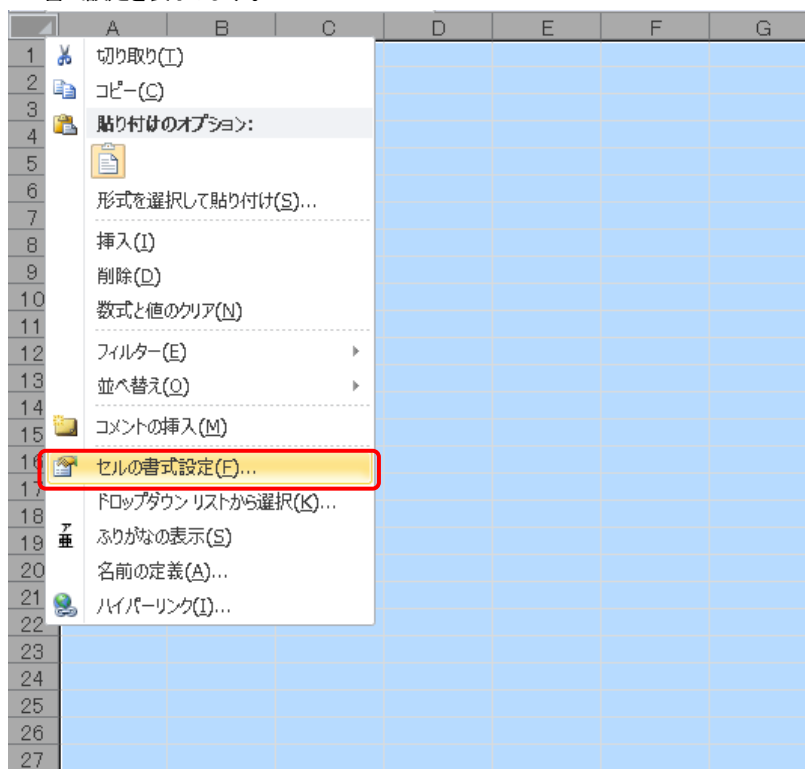 A B C D E F G
1 切り取り(T)
2 コピー(C)
3
貼り付けのオプション:
4
5
6 形式を選択して貼り付け(S)...
7
8 挿入(I)
9 削除(D)
10 数式と値のクリア(N)
11
12 フィルター(E)
13 並べ替え(O)
14
15 コメントの挿入(M)
16 セルの書式設定(F)...
17 ドロップダウン リストから選択(K)...
18
19 ア亜 ふりがなの表示(S)
20 名前の定義(A)...
21 ハイパーリンク(I)...
22
23
24
25
26
27